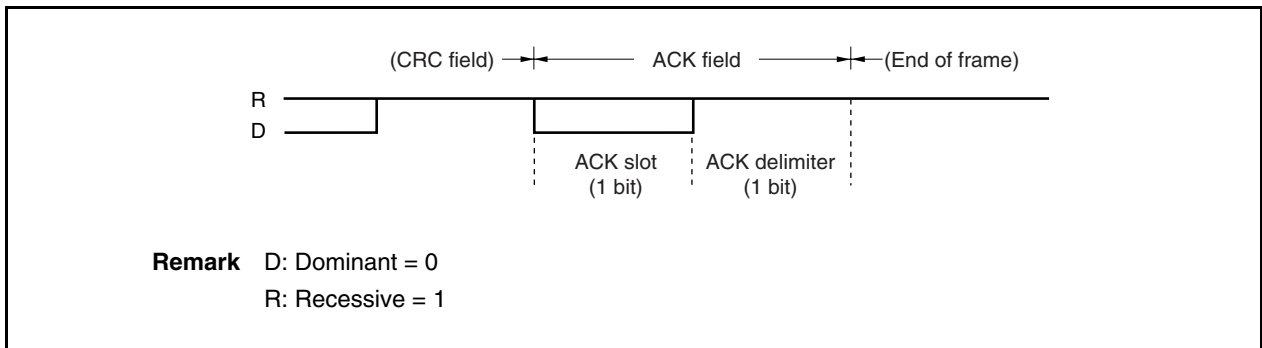 (CRC field) ACK field (End of frame)
R
D
ACK slot ACK delimiter
(1 bit) (1 bit)
Remark D: Dominant = 0
R: Recessive = 1